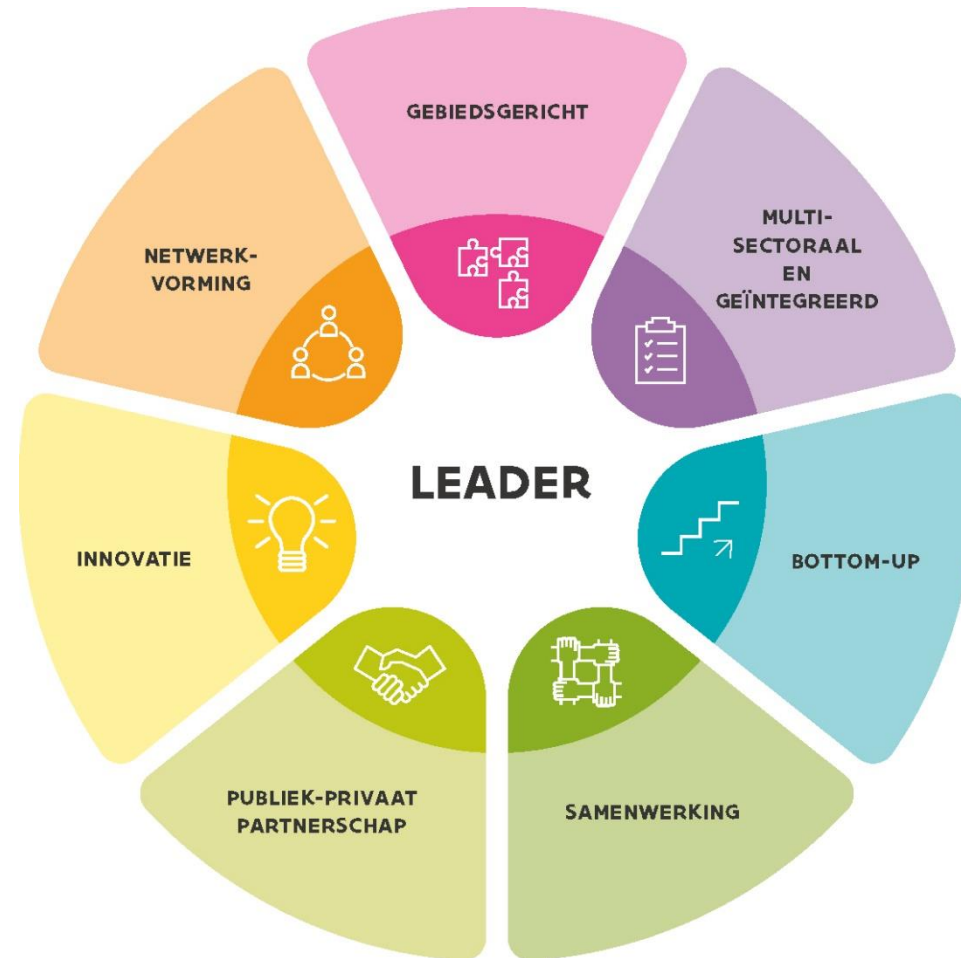 GEBIEDSGERICHT
MULTI-
SECTORAAL
EN
GEÏNTEGREERD
NETWERK-
VORMING
LEADER
INNOVATIE
BOTTOM-UP
PUBLIEK-PRIVAAT
PARTNERSCHAP
SAMENWERKING